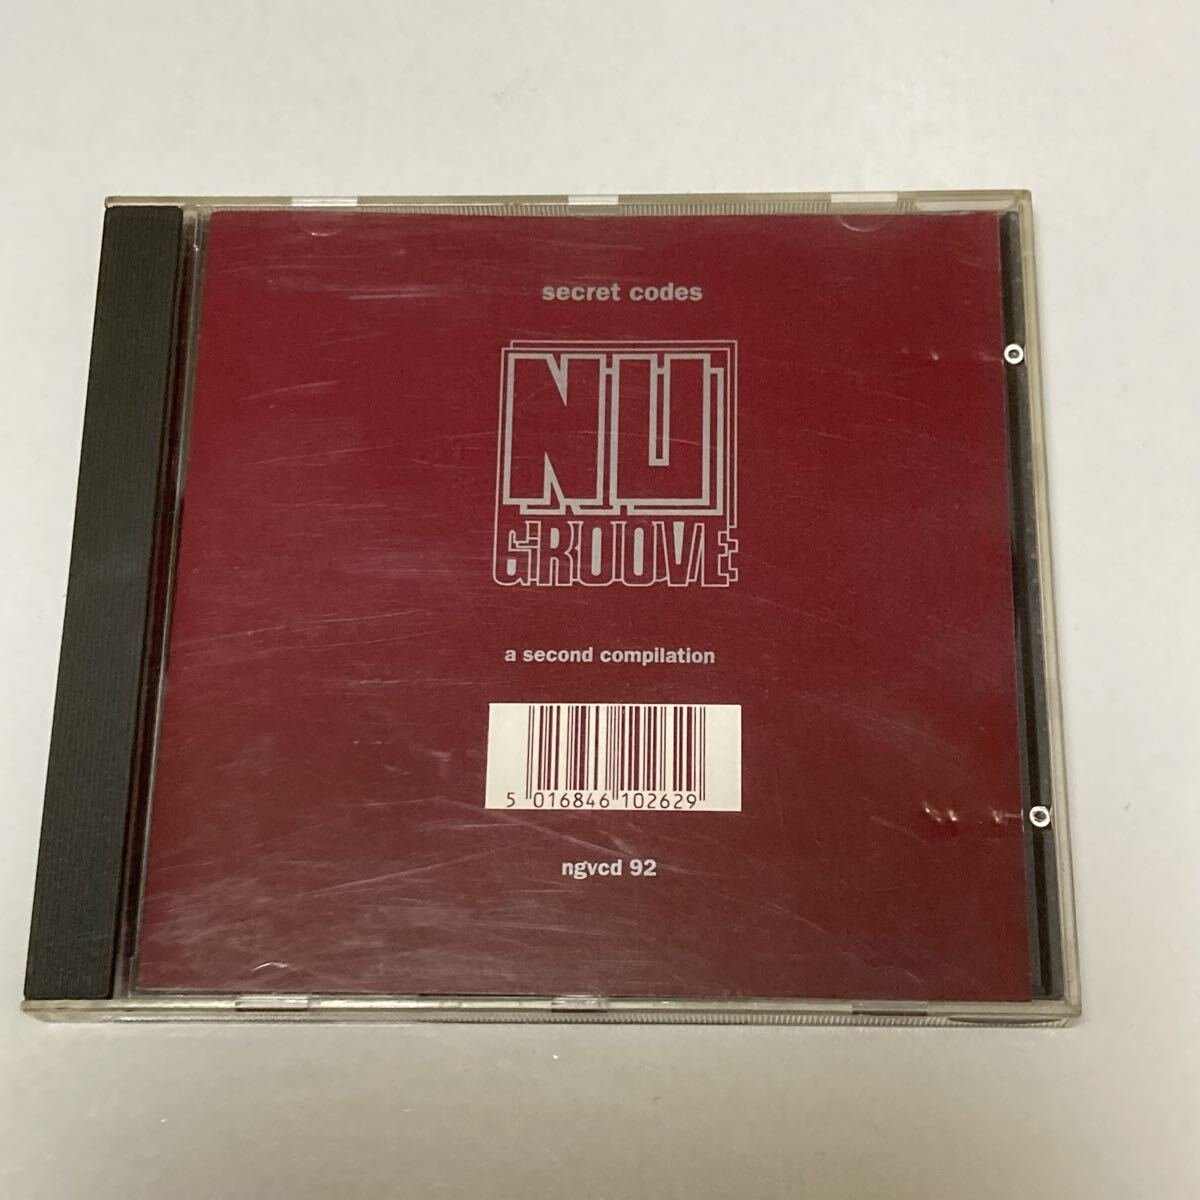 secret codes
NU
GROOVE
a second compilation
5 016846 102629
ngvcd 92